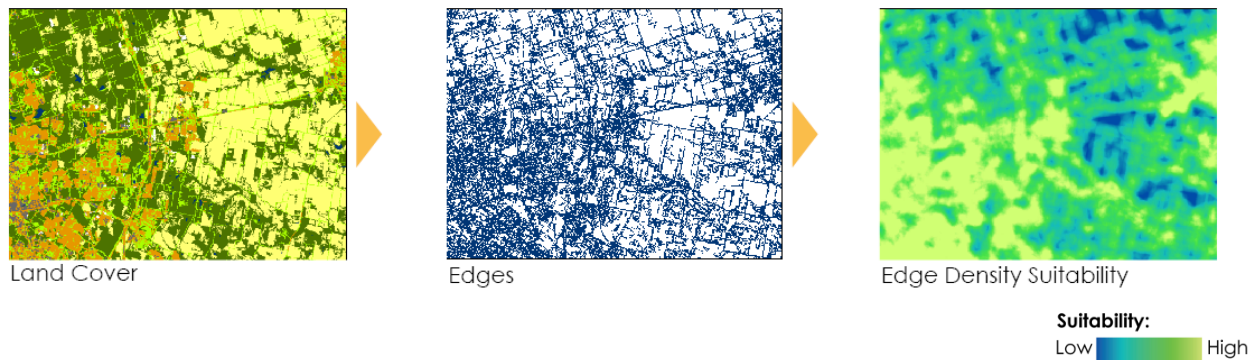 Land Cover
Edges
Edge Density Suitability
Suitability:
Low High